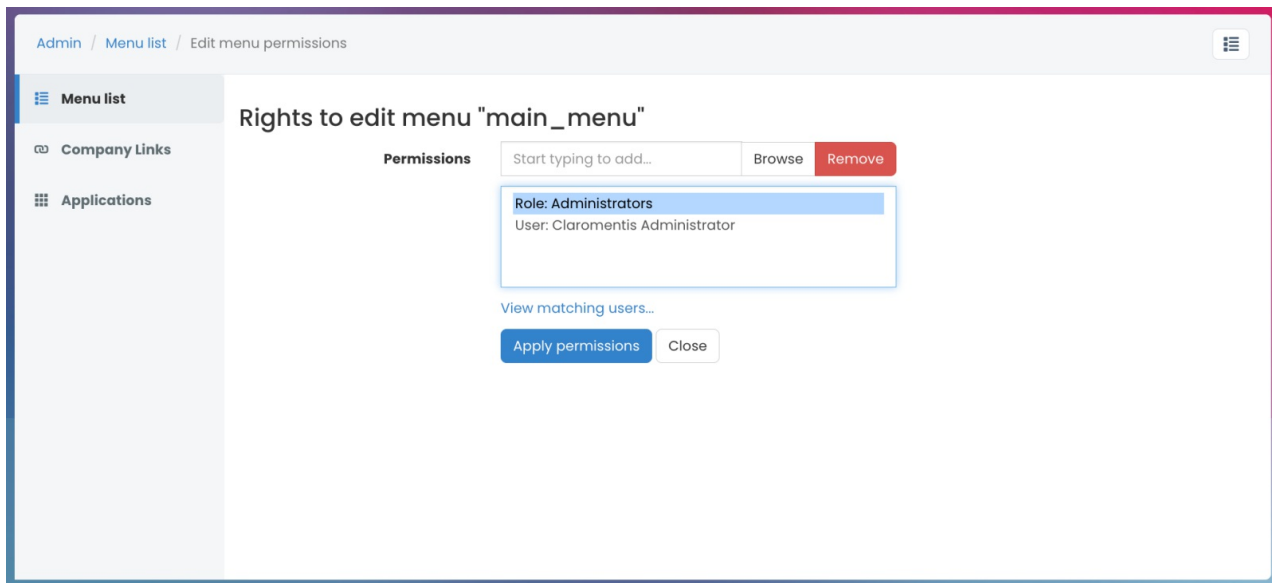 Admin / Menu list / Edit menu permissions
Menu list
Company Links
Applications
Rights to edit menu "main_menu"
Permissions
Start typing to add...
Browse
Remove
Role: Administrators
User: Claromentis Administrator
View matching users...
Apply permissions
Close